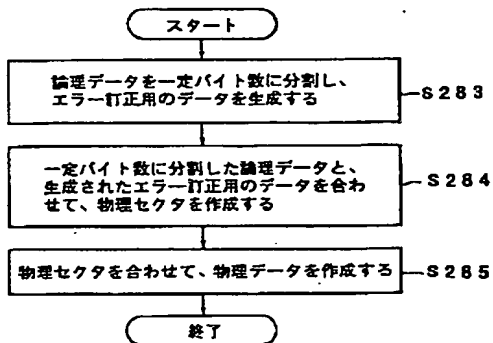 スタート
論理データを一定バイト数に分割し、
エラー訂正用のデータを生成する
S283
一定バイト数に分割した論理データと、
生成されたエラー訂正用のデータを合わ
せて、物理セクタを作成する
S284
物理セクタを合わせて、物理データを作成する
S285
終了